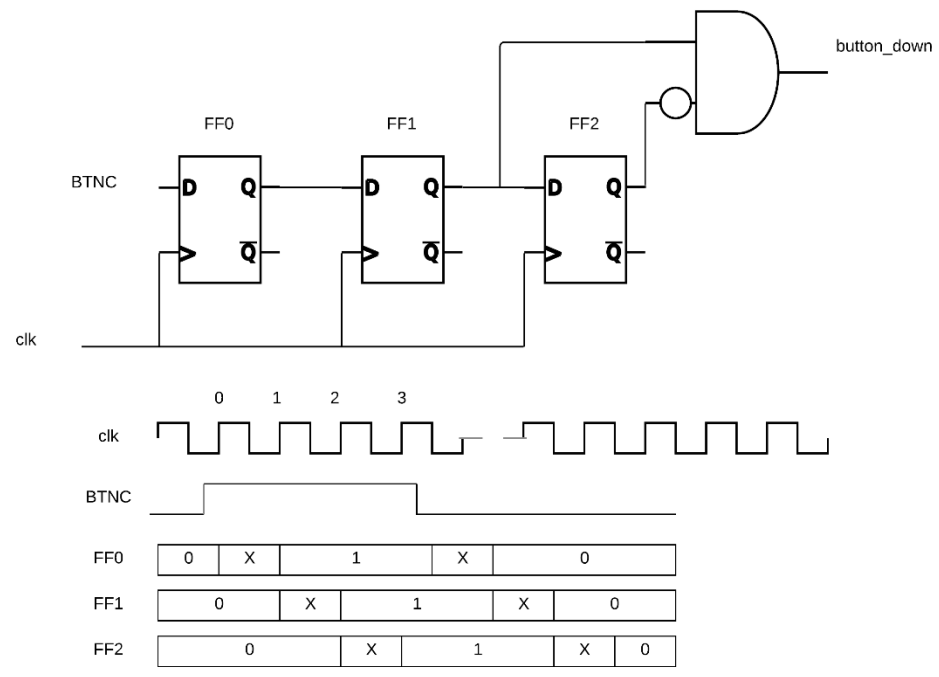 button_down
FF0 FF1 FF2
BTNC D Q D Q D Q
Q Q Q
clk
0 1 2 3
clk
BTNC
FF0 0 X 1 X 0
FF1 0 X 1 X 0
FF2 0 X 1 X 0